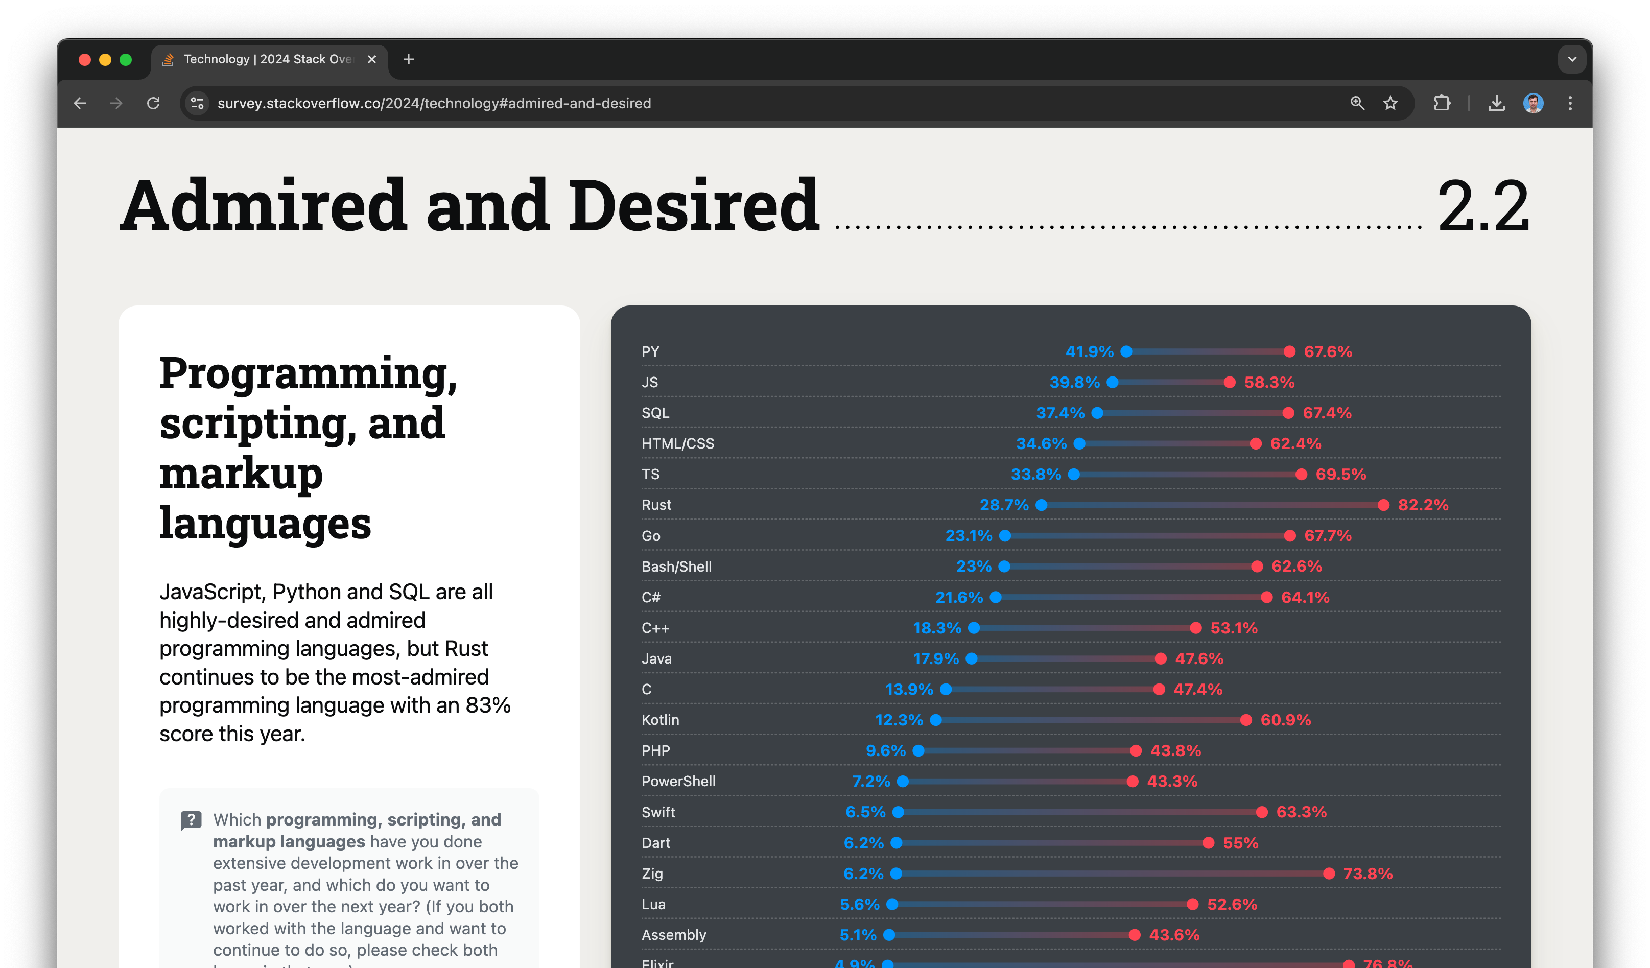 Technology | 2024 Stack Ove
survey.stackoverflow.co/2024/technology#admired-and-desired
Admired and Desired 2.2
Programming,
scripting, and
markup
languages
JavaScript, Python and SQL are all
highly-desired and admired
programming languages, but Rust
continues to be the most-admired
programming language with an 83%
score this year.
Which programming, scripting, and
markup languages have you done
extensive development work in over the
past year, and which do you want to
work in over the next year? (If you both
worked with the language and want to
continue to do so, please check both
PY 41.9% 67.6%
JS 39.8% 58.3%
SQL 37.4% 67.4%
HTML/CSS 34.6% 62.4%
TS 33.8% 69.5%
Rust 28.7% 82.2%
Go 23.1% 67.7%
Bash/Shell 23% 62.6%
C# 21.6% 64.1%
C++ 18.3% 53.1%
Java 17.9% 47.6%
C 13.9% 47.4%
Kotlin 12.3% 60.9%
PHP 9.6% 43.8%
PowerShell 7.2% 43.3%
Swift 6.5% 63.3%
Dart 6.2% 55%
Zig 6.2% 73.8%
Lua 5.6% 52.6%
Assembly 5.1% 43.6%
Elixir 4.9% 76.8%